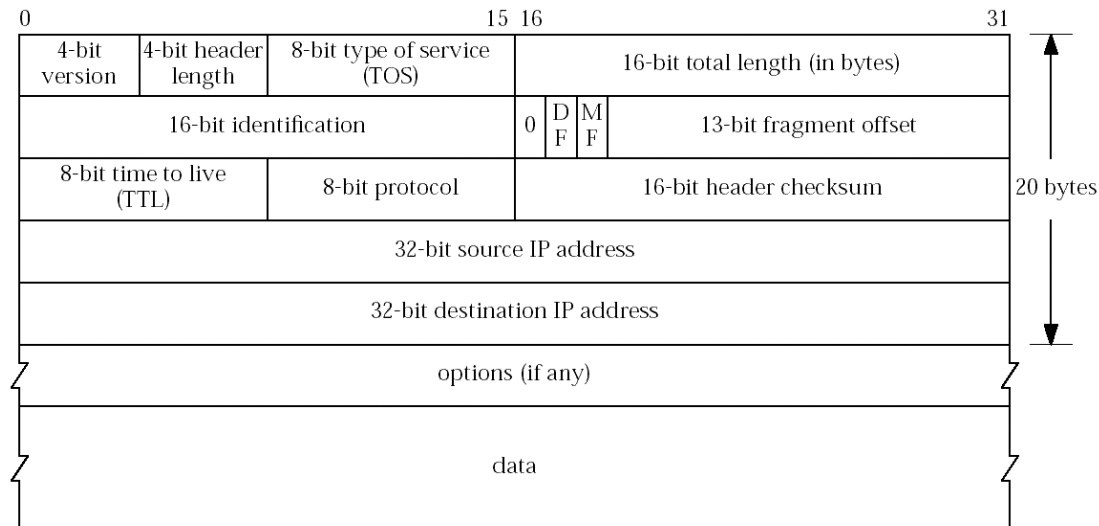 0 15 16 31
4-bit version
4-bit header length
8-bit type of service (TOS)
16-bit total length (in bytes)
16-bit identification
0
DF
MF
13-bit fragment offset
8-bit time to live (TTL)
8-bit protocol
16-bit header checksum
20 bytes
32-bit source IP address
32-bit destination IP address
options (if any)
data